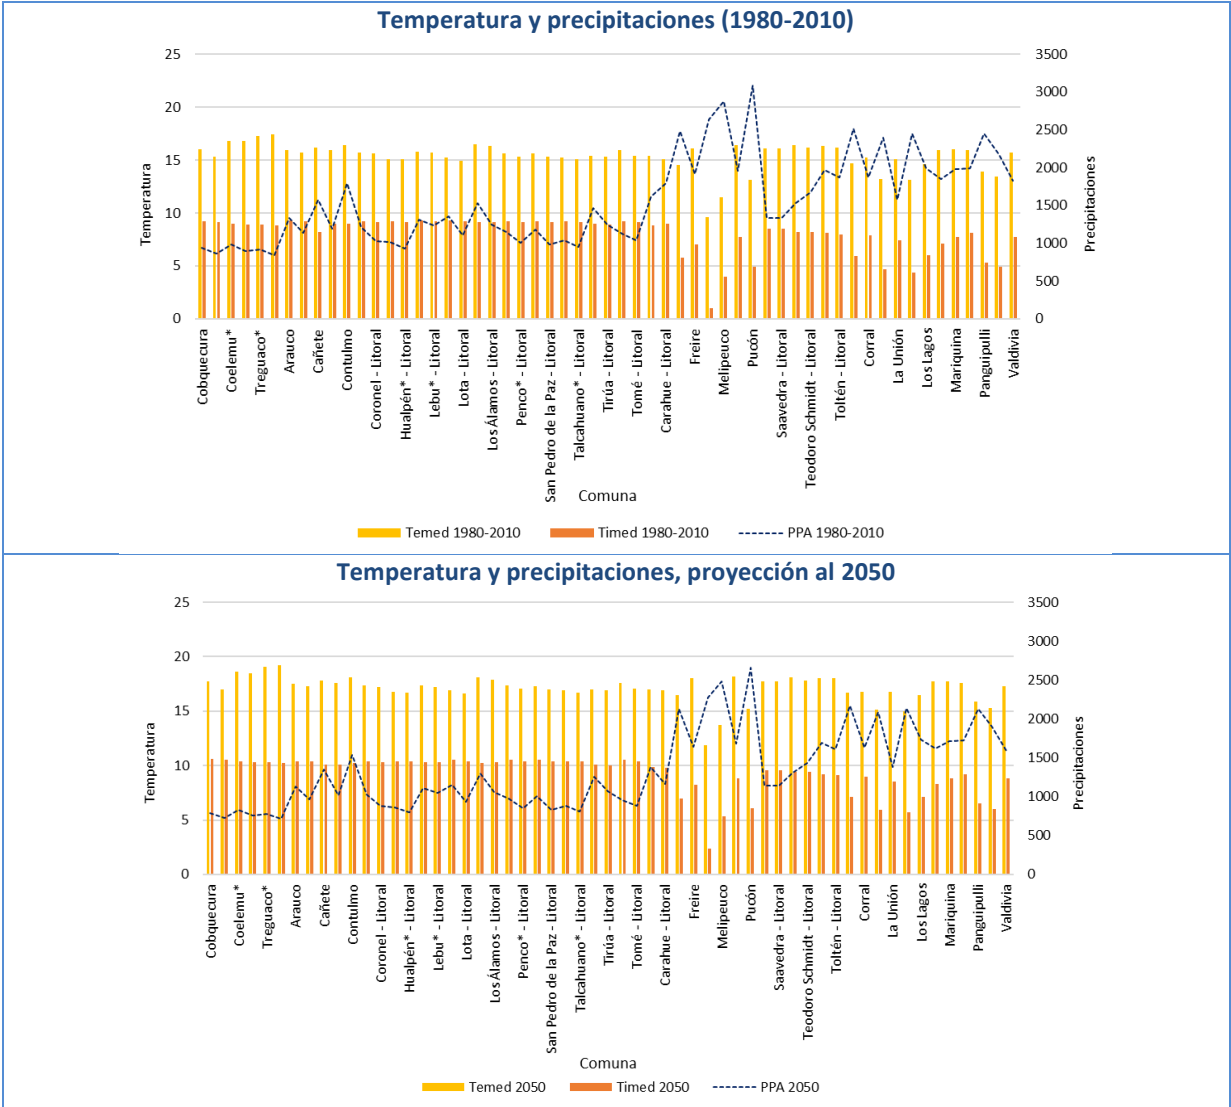 Temperatura y precipitaciones (1980-2010)
25
20
15
10
5
0
Temperatura
3500
3000
2500
2000
1500
1000
500
0
Precipitaciones
Cobquecura
Coelemu*
Treguaco*
Arauco
Cañete
Contulmo
Coronel - Litoral
Hualpén* - Litoral
Lebu* - Litoral
Lota - Litoral
Los Álamos - Litoral
Penco* - Litoral
San Pedro de la Paz - Litoral
Talcahuano* - Litoral
Tirúa - Litoral
Tomé - Litoral
Carahue - Litoral
Freire
Melipeuco
Pucón
Saavedra - Litoral
Teodoro Schmidt - Litoral
Toltén - Litoral
Corral
La Unión
Los Lagos
Mariquina
Panguipulli
Valdivia
Comuna
Temed 1980-2010
Timed 1980-2010
PPA 1980-2010
Temperatura y precipitaciones, proyección al 2050
25
20
15
10
5
0
Temperatura
3500
3000
2500
2000
1500
1000
500
0
Precipitaciones
Cobquecura
Coelemu*
Treguaco*
Arauco
Cañete
Contulmo
Coronel - Litoral
Hualpén* - Litoral
Lebu* - Litoral
Lota - Litoral
Los Álamos - Litoral
Penco* - Litoral
San Pedro de la Paz - Litoral
Talcahuano* - Litoral
Tirúa - Litoral
Tomé - Litoral
Carahue - Litoral
Freire
Melipeuco
Pucón
Saavedra - Litoral
Teodoro Schmidt - Litoral
Toltén - Litoral
Corral
La Unión
Los Lagos
Mariquina
Panguipulli
Valdivia
Comuna
Temed 2050
Timed 2050
PPA 2050